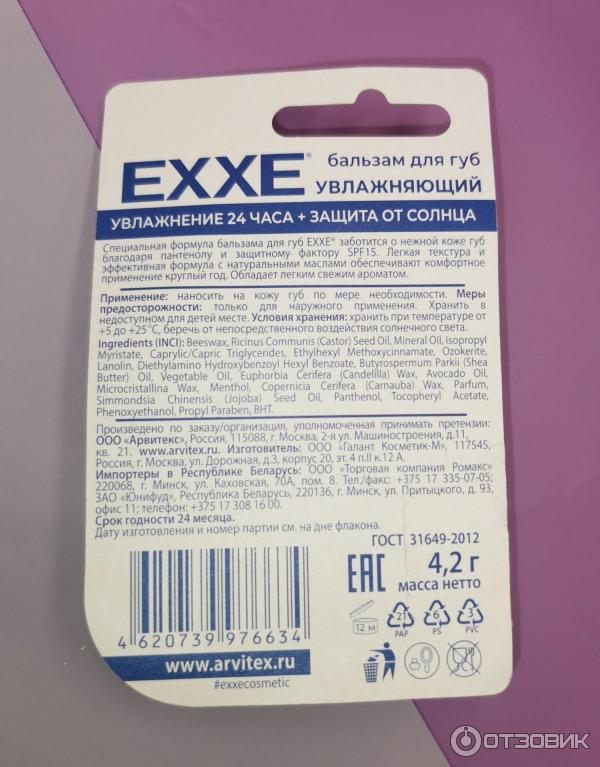 EXXE®
бальзам для губ
УВЛАЖНЯЮЩИЙ
УВЛАЖНЕНИЕ 24 ЧАСА + ЗАЩИТА ОТ СОЛНЦА
Специальная формула бальзама для губ EXXE® заботится о нежной коже губ
благодаря пантенолу и защитному фактору SPF15. Легкая текстура и
эффективная формула с натуральными маслами обеспечивают комфортное
применение круглый год. Обладает легким свежим ароматом.
Применение: наносить на кожу губ по мере необходимости. Меры
предосторожности: только для наружного применения. Хранить в
недоступном для детей месте. Условия хранения: хранить при температуре от
+5 до +25°С, беречь от непосредственного воздействия солнечного света.
Ingredients (INCI): Beeswax, Ricinus Communis (Castor) Seed Oil, Mineral Oil, Isopropyl
Myristate, Caprylic/Capric Triglycerides, Ethylhexyl Methoxycinnamate, Ozokerite,
Lanolin, Diethylamino Hydroxybenzoyl Hexyl Benzoate, Butyrospermum Parkii (Shea
Butter) Oil, Vegetable Oil, Euphorbia Cerifera (Candelilla) Wax, Avocado Oil,
Microcristallina Wax, Menthol, Copernicia Cerifera (Carnauba) Wax, Parfum,
Simmondsia Chinensis (Jojoba) Seed Oil, Panthenol, Tocopheryl Acetate,
Phenoxyethanol, Propyl Paraben, BHT.
Произведено по заказу/организация, уполномоченная принимать претензии:
ООО «Арвитекс», Россия, 115088, г. Москва, 2-я ул. Машиностроения, д.11,
кв. 21. www.arvitex.ru. Изготовитель: ООО «Галант Косметик-М», 117545,
Россия, г. Москва, ул. Дорожная, д.3, корпус 20, эт. 4 п.II к.12 А.
Импортеры в Республике Беларусь: ООО «Торговая компания Ромакс»
220068, г. Минск, ул. Каховская, 70А, пом. 8. Тел./факс: +375 17 335-07-05;
ЗАО «Юнифуд», Республика Беларусь, 220136, г. Минск, ул. Притыцкого, д. 93,
офис 11; телефон: +375 17 308 16 00.
Срок годности 24 месяца.
Дату изготовления и номер партии см. на дне флакона.
ГОСТ 31649-2012
EAC
4,2 г
масса нетто
12 м
21
PAP
6
PS
3
PVC
4 620739 976634
www.arvitex.ru
#exxecosmetic
ОТЗОВИК